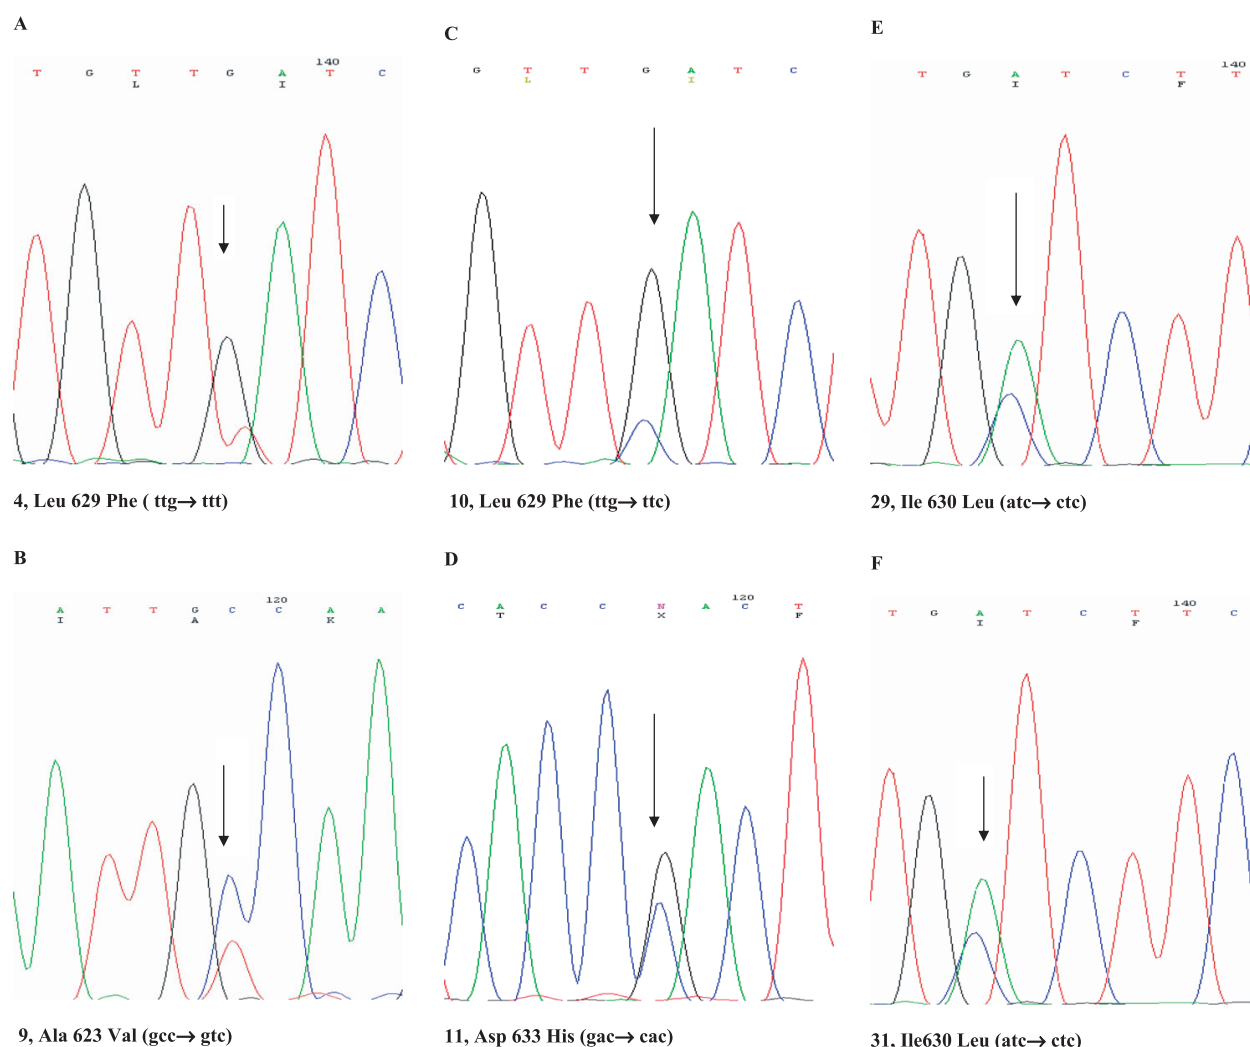 A
140
T G T T G A T C
L I
4, Leu 629 Phe ( ttg→ ttt)
C
G T T G A T C
L I
10, Leu 629 Phe (ttg→ ttc)
E
140
T G A T C T T
I F
29, Ile 630 Leu (atc→ ctc)
B
120
A T T G C C A A
I A K
9, Ala 623 Val (gcc→ gtc)
D
120
C A C C N A C T
T X F
11, Asp 633 His (gac→ cac)
F
140
T G A T C T T C
I F
31, Ile630 Leu (atc→ ctc)